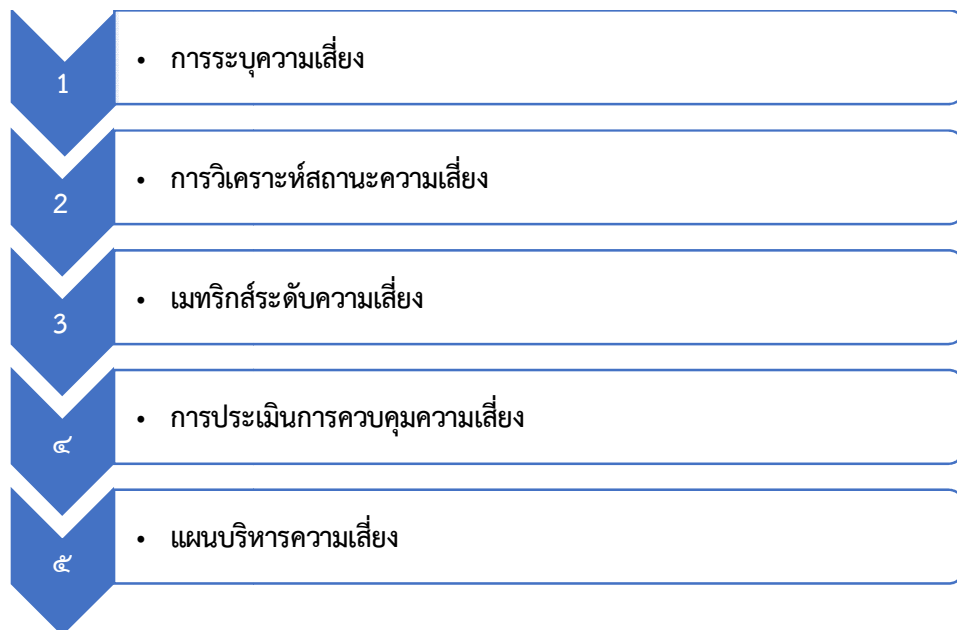 1
• การระบุความเสี่ยง
2
• การวิเคราะห์สถานะความเสี่ยง
3
• เมทริกส์ระดับความเสี่ยง
๔
• การประเมินการควบคุมความเสี่ยง
๕
• แผนบริหารความเสี่ยง